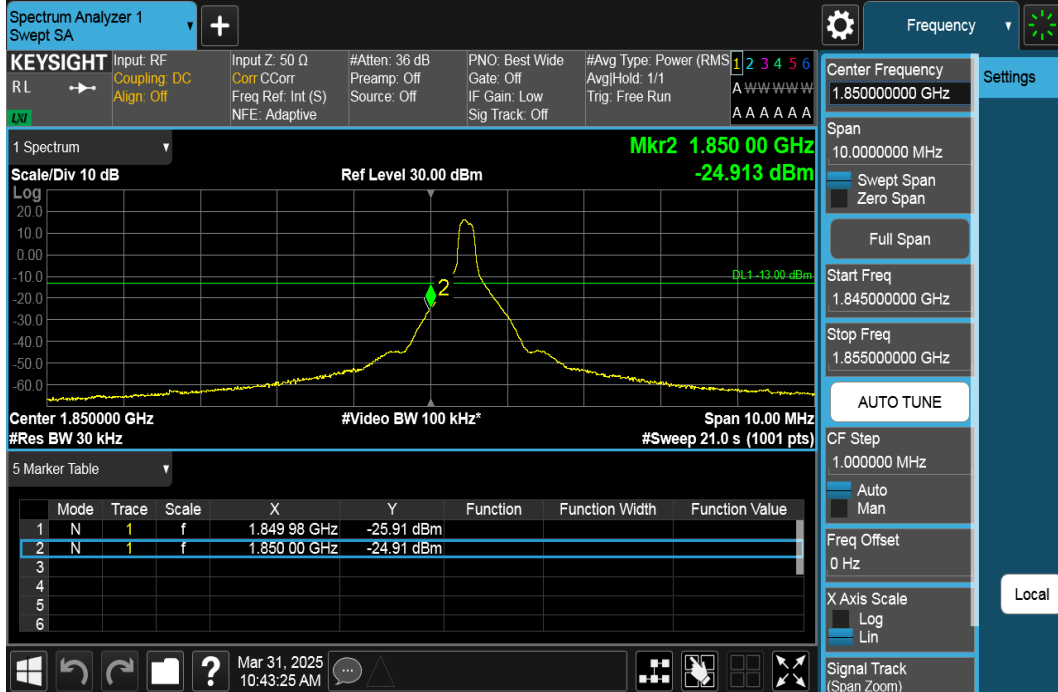 Spectrum Analyzer 1
Swept SA
Frequency
KEYSIGHT
RL
LXI
Input: RF
Coupling: DC
Align: Off
Input Z: 50 Ω
Corr CCorr
Freq Ref: Int (S)
NFE: Adaptive
#Atten: 36 dB
Preamp: Off
Source: Off
PNO: Best Wide
Gate: Off
IF Gain: Low
Sig Track: Off
#Avg Type: Power (RMS
Avg|Hold: 1/1
Trig: Free Run
1 2 3 4 5 6
A W W W W W
A A A A A A
1 Spectrum
Mkr2 1.850 00 GHz
-24.913 dBm
Scale/Div 10 dB
Ref Level 30.00 dBm
Log
20.0
10.0
0.00
-10.0
-20.0
-30.0
-40.0
-50.0
-60.0
DL1 -13.00 dBm
2
Center 1.850000 GHz
#Video BW 100 kHz*
Span 10.00 MHz
#Res BW 30 kHz
#Sweep 21.0 s (1001 pts)
5 Marker Table
Mode Trace Scale X Y Function Function Width Function Value
1 N 1 f 1.849 98 GHz -25.91 dBm
2 N 1 f 1.850 00 GHz -24.91 dBm
3
4
5
6
Mar 31, 2025
10:43:25 AM
Center Frequency
1.850000000 GHz
Settings
Span
10.0000000 MHz
Swept Span
Zero Span
Full Span
Start Freq
1.845000000 GHz
Stop Freq
1.855000000 GHz
AUTO TUNE
CF Step
1.000000 MHz
Auto
Man
Freq Offset
0 Hz
X Axis Scale
Log
Lin
Local
Signal Track
(Span Zoom)